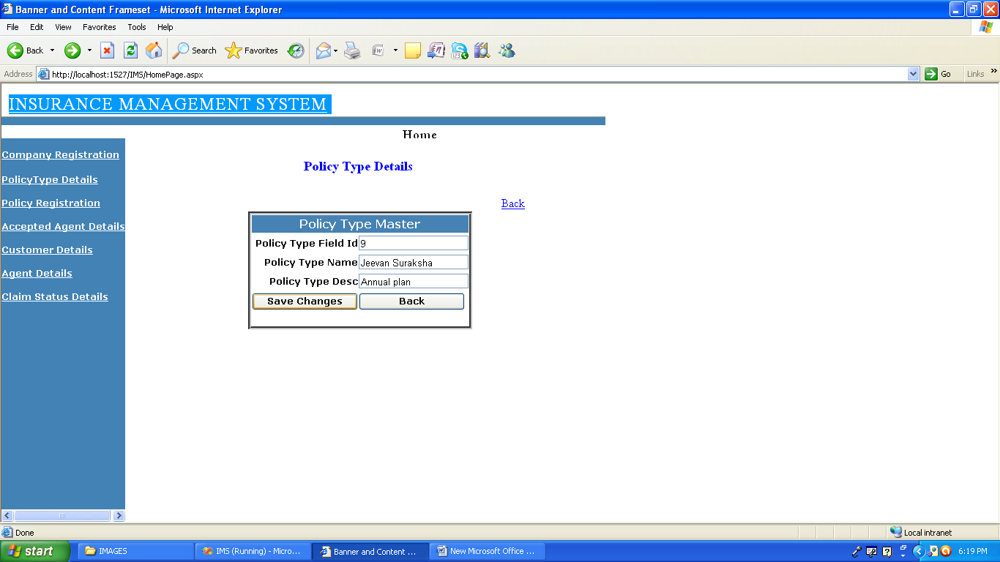 Banner and Content Frameset - Microsoft Internet Explorer
File Edit View Favorites Tools Help
Back Search Favorites
Address http://localhost:1527/IMS/HomePage.aspx Go Links »
INSURANCE MANAGEMENT SYSTEM
Home
Company Registration
Policy Type Details
PolicyType Details
Policy Registration
Back
Accepted Agent Details
Policy Type Master
Policy Type Field Id 9
Customer Details
Policy Type Name Jeevan Suraksha
Agent Details
Policy Type Desc Annual plan
Claim Status Details
Save Changes Back
Done Local intranet
start IMAGES IMS (Running) - Micro... Banner and Content ... New Microsoft Office ... 6:19 PM